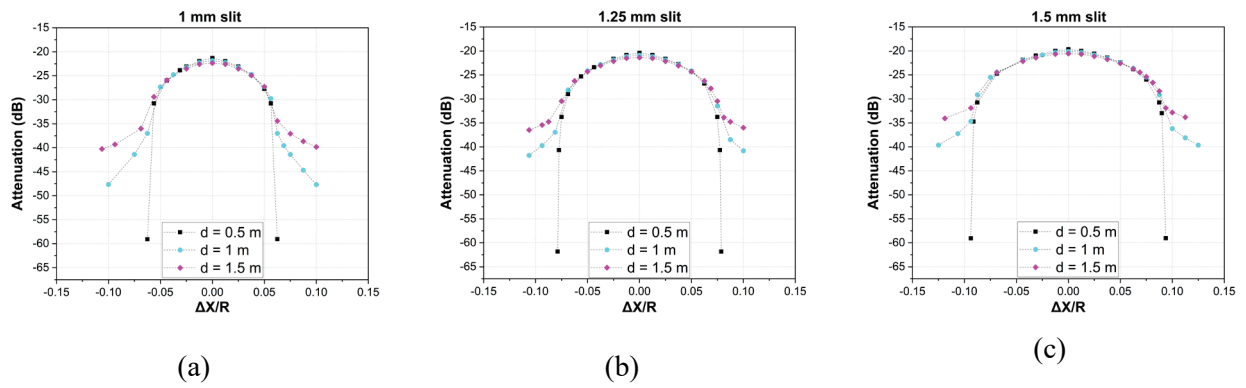 1 mm slit
-15
-20
-25
-30
-35
-40
-45
-50
-55
-60
-65
Attenuation (dB)
d = 0.5 m
d = 1 m
d = 1.5 m
-0.15 -0.10 -0.05 0.00 0.05 0.10 0.15
ΔX/R
(a)
1.25 mm slit
-15
-20
-25
-30
-35
-40
-45
-50
-55
-60
-65
Attenuation (dB)
d = 0.5 m
d = 1 m
d = 1.5 m
-0.15 -0.10 -0.05 0.00 0.05 0.10 0.15
ΔX/R
(b)
1.5 mm slit
-15
-20
-25
-30
-35
-40
-45
-50
-55
-60
-65
Attenuation (dB)
d = 0.5 m
d = 1 m
d = 1.5 m
-0.15 -0.10 -0.05 0.00 0.05 0.10 0.15
ΔX/R
(c)